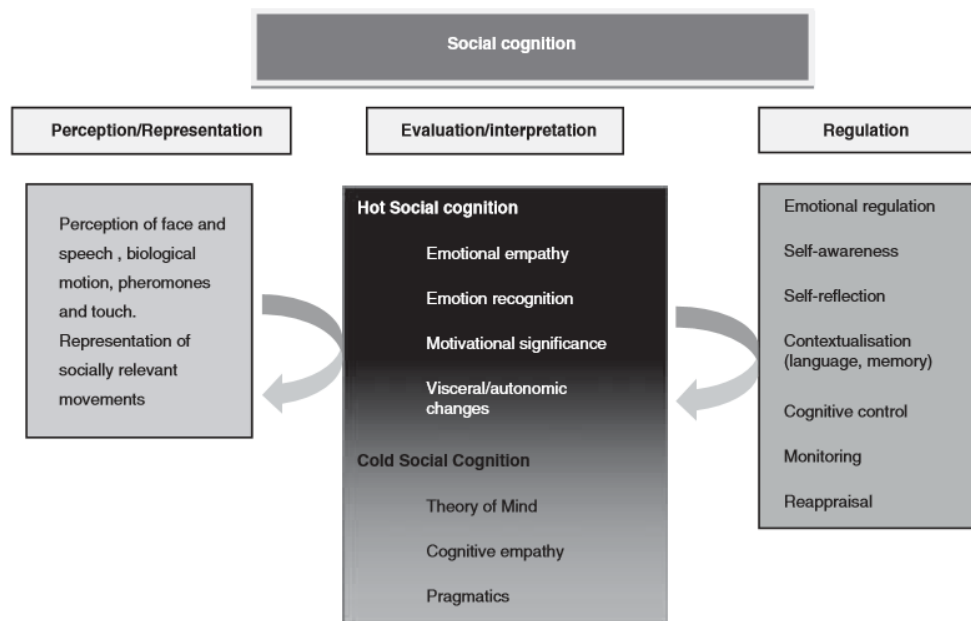 Social cognition
Perception/Representation
Evaluation/interpretation
Regulation
Perception of face and
speech , biological
motion, pheromones
and touch.
Representation of
socially relevant
movements
Hot Social cognition
Emotional empathy
Emotion recognition
Motivational significance
Visceral/autonomic
changes
Cold Social Cognition
Theory of Mind
Cognitive empathy
Pragmatics
Emotional regulation
Self-awareness
Self-reflection
Contextualisation
(language, memory)
Cognitive control
Monitoring
Reappraisal